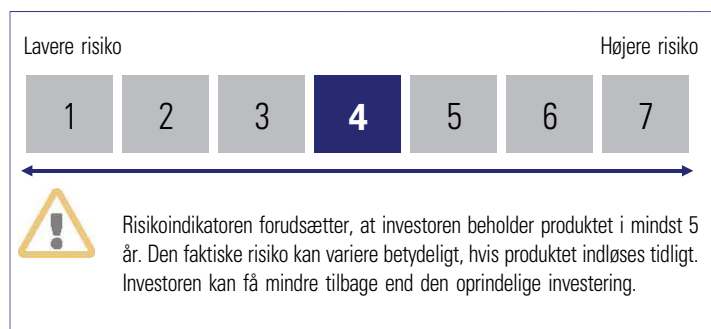 Lavere risiko Højere risiko
1 2 3 4 5 6 7
Risikoindikatoren forudsætter, at investoren beholder produktet i mindst 5
år. Den faktiske risiko kan variere betydeligt, hvis produktet indløses tidligt.
Investoren kan få mindre tilbage end den oprindelige investering.